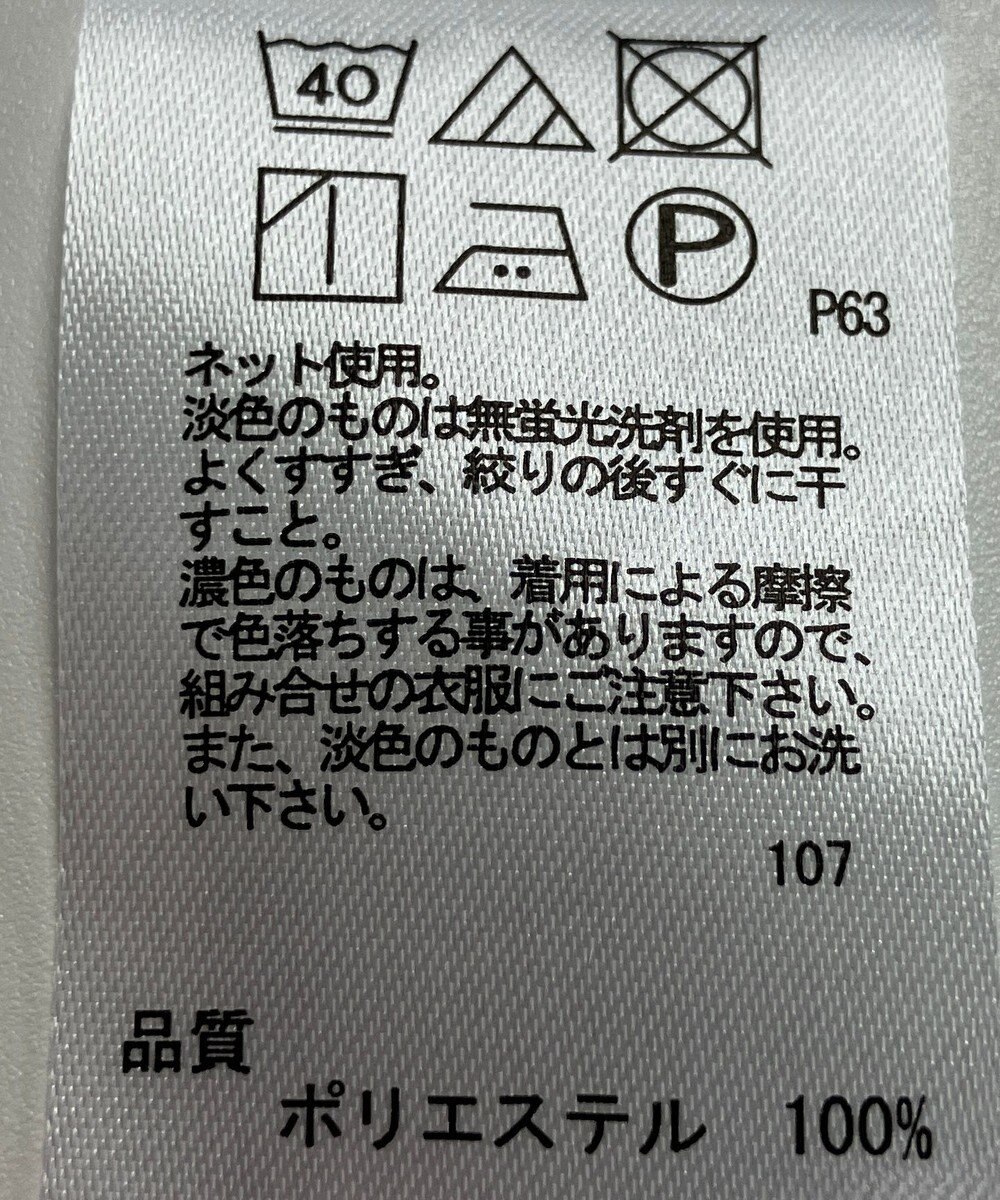 40
P
P63
ネット使用。
淡色のものは無蛍光洗剤を使用。
よくすすぎ、絞りの後すぐに干
すこと。
濃色のものは、着用による摩擦
で色落ちする事がありますので、
組み合せの衣服にご注意下さい。
また、淡色のものとは別にお洗
い下さい。
107
品質
ポリエステル 100%